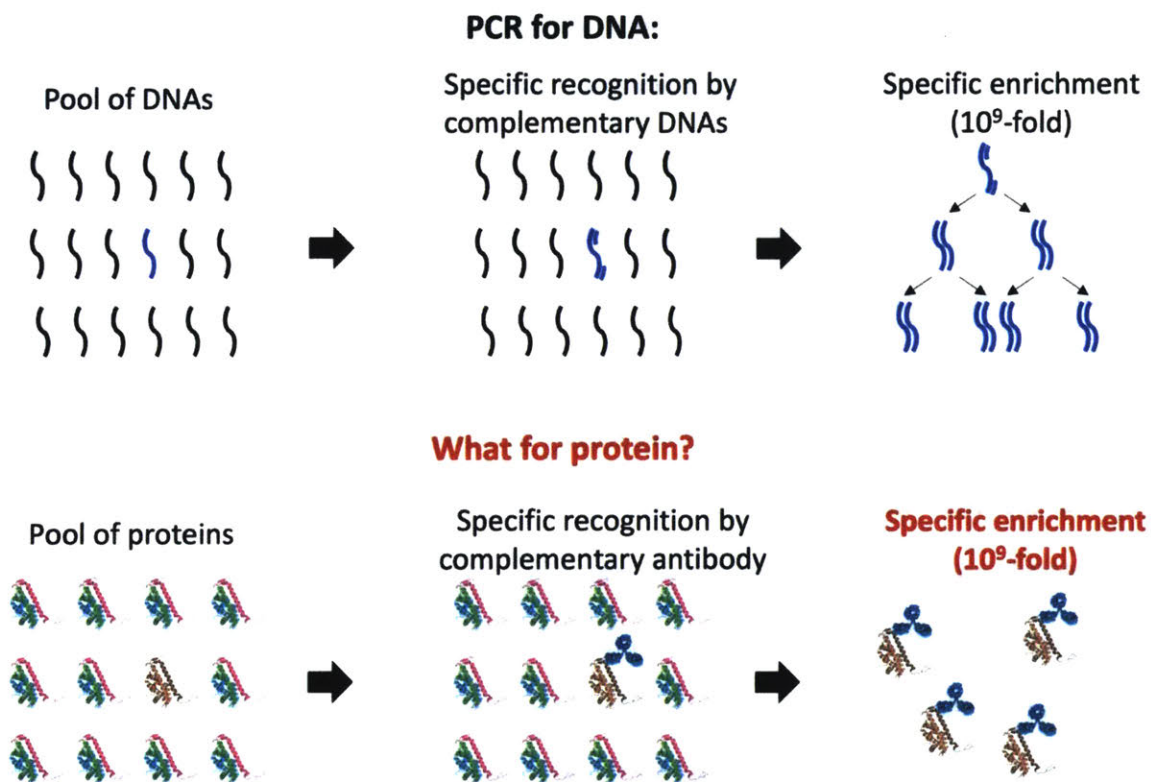 PCR for DNA:
Pool of DNAs
Specific recognition by
complementary DNAs
Specific enrichment
(10⁹-fold)
What for protein?
Pool of proteins
Specific recognition by
complementary antibody
Specific enrichment
(10⁹-fold)